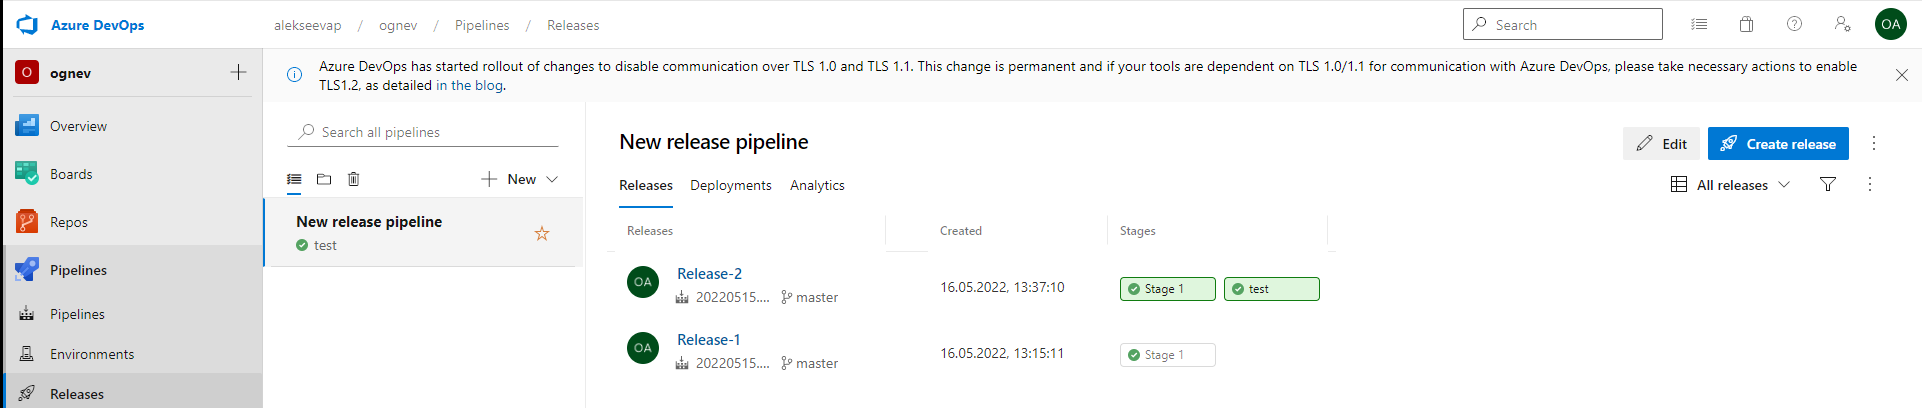 Azure DevOps
alekseevap / ognev / Pipelines / Releases
Search
OA
O ognev
Azure DevOps has started rollout of changes to disable communication over TLS 1.0 and TLS 1.1. This change is permanent and if your tools are dependent on TLS 1.0/1.1 for communication with Azure DevOps, please take necessary actions to enable
TLS1.2, as detailed in the blog.
Overview
Boards
Repos
Pipelines
Pipelines
Environments
Releases
Search all pipelines
New
New release pipeline
test
New release pipeline
Edit
Create release
Releases Deployments Analytics
All releases
Releases Created Stages
OA Release-2
20220515.... master
16.05.2022, 13:37:10
Stage 1 test
OA Release-1
20220515.... master
16.05.2022, 13:15:11
Stage 1